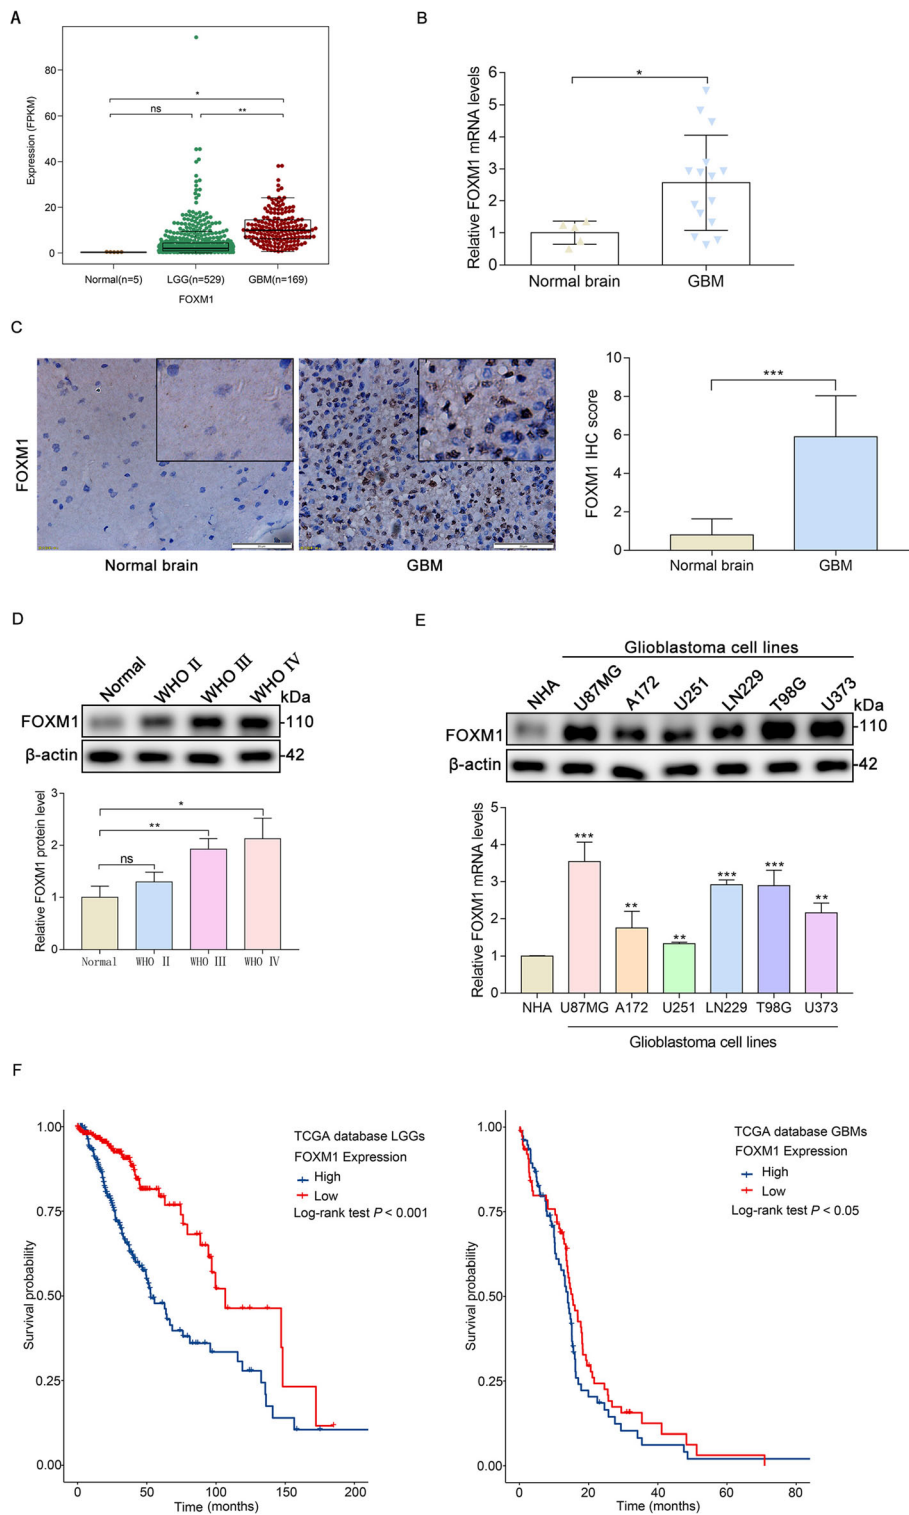 A
Expression (FPKM)
80
60
40
20
0
*
ns
**
Normal(n=5)
LGG(n=529)
GBM(n=169)
FOXM1
B
Relative FOXM1 mRNA levels
6
5
4
3
2
1
0
*
Normal brain
GBM
C
FOXM1
Normal brain
GBM
FOXM1 IHC score
10
8
6
4
2
0
***
Normal brain
GBM
D
Normal
WHO II
WHO III
WHO IV
kDa
FOXM1
-110
β-actin
-42
Relative FOXM1 protein level
3
2
1
0
*
**
ns
Normal
WHO II
WHO III
WHO IV
E
Glioblastoma cell lines
NHA
U87MG
A172
U251
LN229
T98G
U373
kDa
FOXM1
-110
β-actin
-42
Relative FOXM1 mRNA levels
5
4
3
2
1
0
***
**
**
***
***
**
NHA
U87MG
A172
U251
LN229
T98G
U373
Glioblastoma cell lines
F
Survival probability
1.00
0.75
0.50
0.25
0.00
TCGA database LGGs
FOXM1 Expression
High
Low
Log-rank test P < 0.001
0
50
100
150
200
Time (months)
Survival probability
1.00
0.75
0.50
0.25
0.00
TCGA database GBMs
FOXM1 Expression
High
Low
Log-rank test P < 0.05
0
20
40
60
80
Time (months)